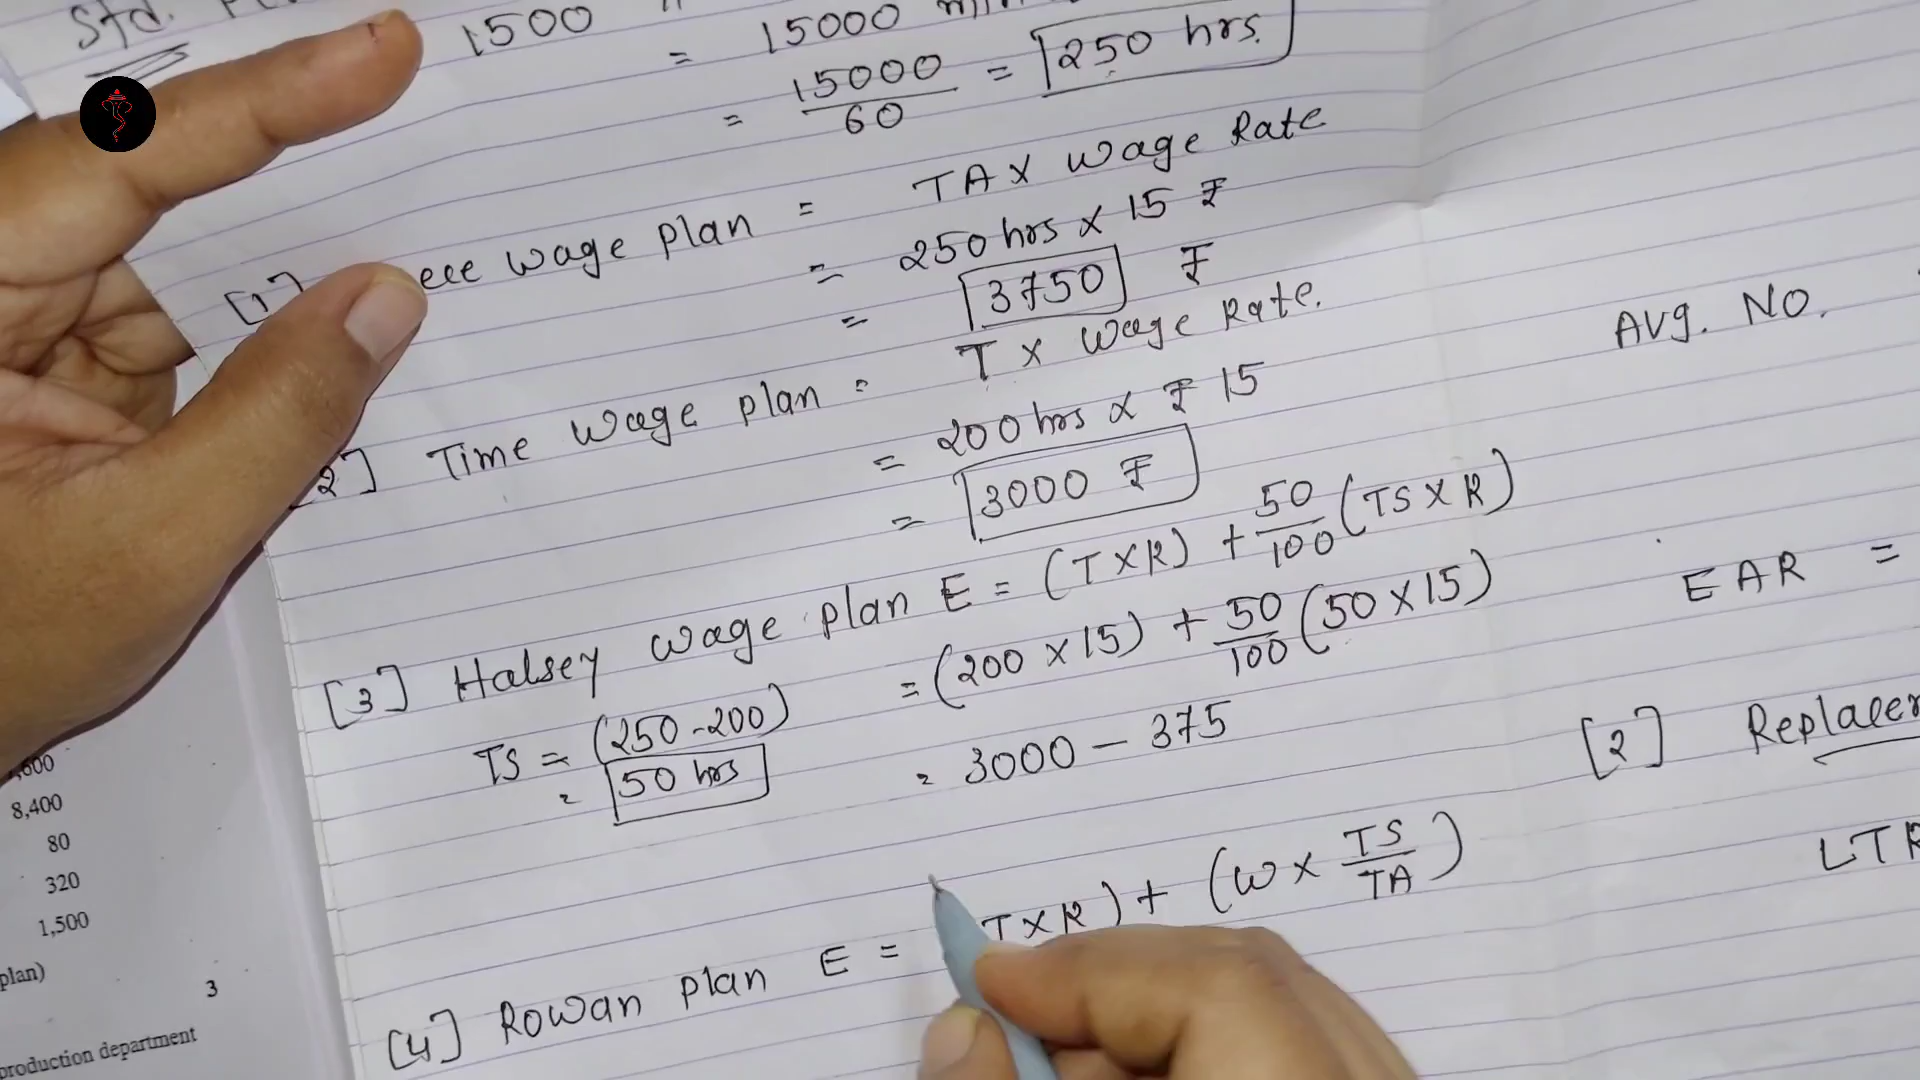 Std.
1500
= 15000 min
= 15000/60 = 250 hrs.
[1] wage plan = TA X wage Rate
= 250 hrs x 15 ₹
= 3750 ₹
[2] Time wage plan = T x wage Rate.
= 200 hrs x ₹ 15
= 3000 ₹
[3] Halsey wage plan E = (T X R) + 50/100 (TS X R)
TS = (250-200)
= 50 hrs
= (200 x 15) + 50/100 (50 x 15)
= 3000 - 375
[4] Rowan plan E = T X R) + (W x TS/TA)
Avg. No.
EAR =
[2]
LTR
8,400
80
320
1,500
plan)
3
production department